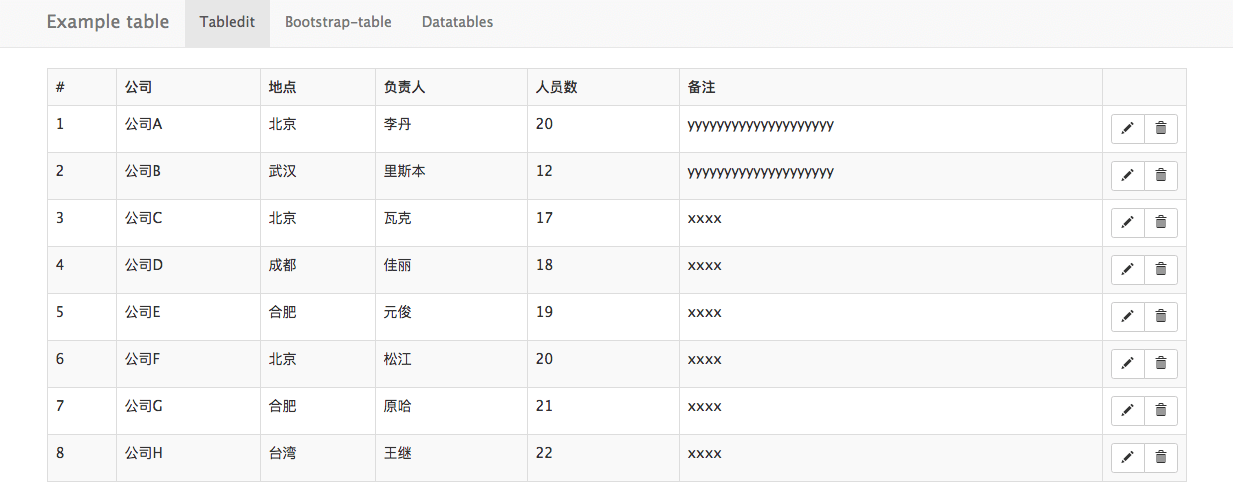 Example table Tabledit Bootstrap-table Datatables
# 公司 地点 负责人 人员数 备注
1 公司A 北京 李丹 20 yyyyyyyyyyyyyyyyyyyy
2 公司B 武汉 里斯本 12 yyyyyyyyyyyyyyyyyyyy
3 公司C 北京 瓦克 17 xxxx
4 公司D 成都 佳丽 18 xxxx
5 公司E 合肥 元俊 19 xxxx
6 公司F 北京 松江 20 xxxx
7 公司G 合肥 原哈 21 xxxx
8 公司H 台湾 王继 22 xxxx